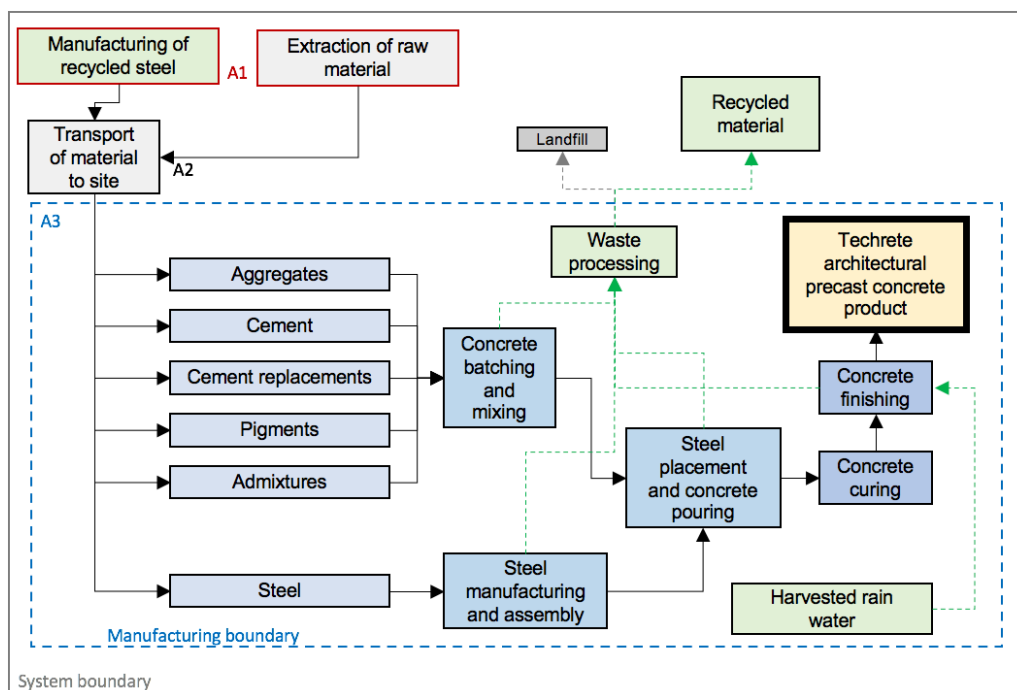 Manufacturing of
recycled steel
A1
Extraction of raw
material
Recycled
material
Landfill
Transport
of material
to site
A2
A3
Waste
processing
Techrete
architectural
precast concrete
product
Aggregates
Cement
Concrete
batching
and
mixing
Cement replacements
Concrete
finishing
Pigments
Steel
placement
and concrete
pouring
Admixtures
Concrete
curing
Steel
Steel
manufacturing
and assembly
Harvested rain
water
Manufacturing boundary
System boundary